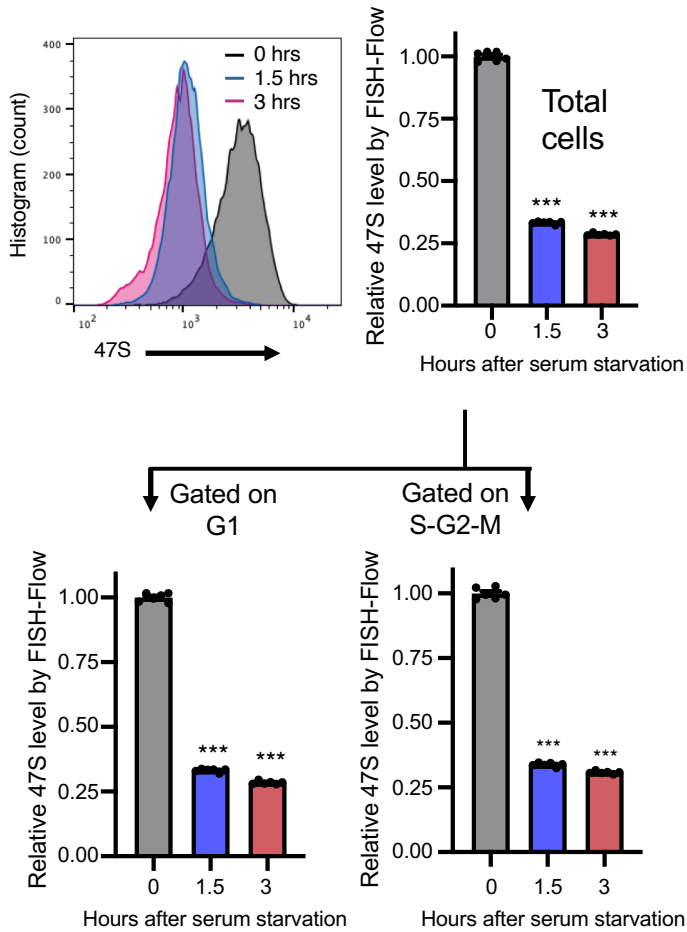 400
300
200
100
0
Histogram (count)
0 hrs
1.5 hrs
3 hrs
10²
10³
10⁴
47S
Relative 47S level by FISH-Flow
1.00
0.75
0.50
0.25
0.00
Total
cells
***
***
0
1.5
3
Hours after serum starvation
Gated on
G1
Gated on
S-G2-M
Relative 47S level by FISH-Flow
1.00
0.75
0.50
0.25
0.00
***
***
0
1.5
3
Hours after serum starvation
Relative 47S level by FISH-Flow
1.00
0.75
0.50
0.25
0.00
***
***
0
1.5
3
Hours after serum starvation